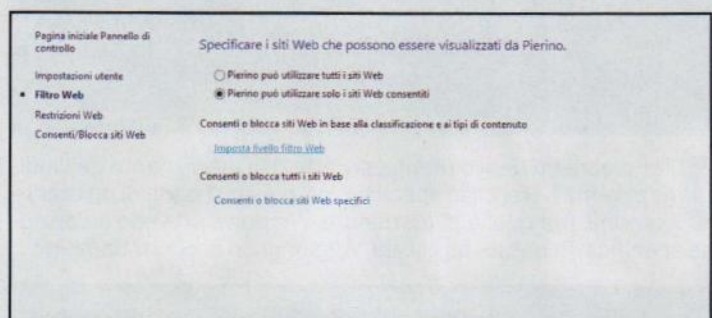 Pagina iniziale Pannello di
controllo
Impostazioni utente
Filtro Web
Restrizioni Web
Consenti/Blocca siti Web
Specificare i siti Web che possono essere visualizzati da Pierino.
Pierino può utilizzare tutti i siti Web
Pierino può utilizzare solo i siti Web consentiti
Consenti o blocca siti Web in base alla classificazione e ai tipi di contenuto
Imposta livello filtro Web
Consenti o blocca tutti i siti Web
Consenti o blocca siti Web specifici